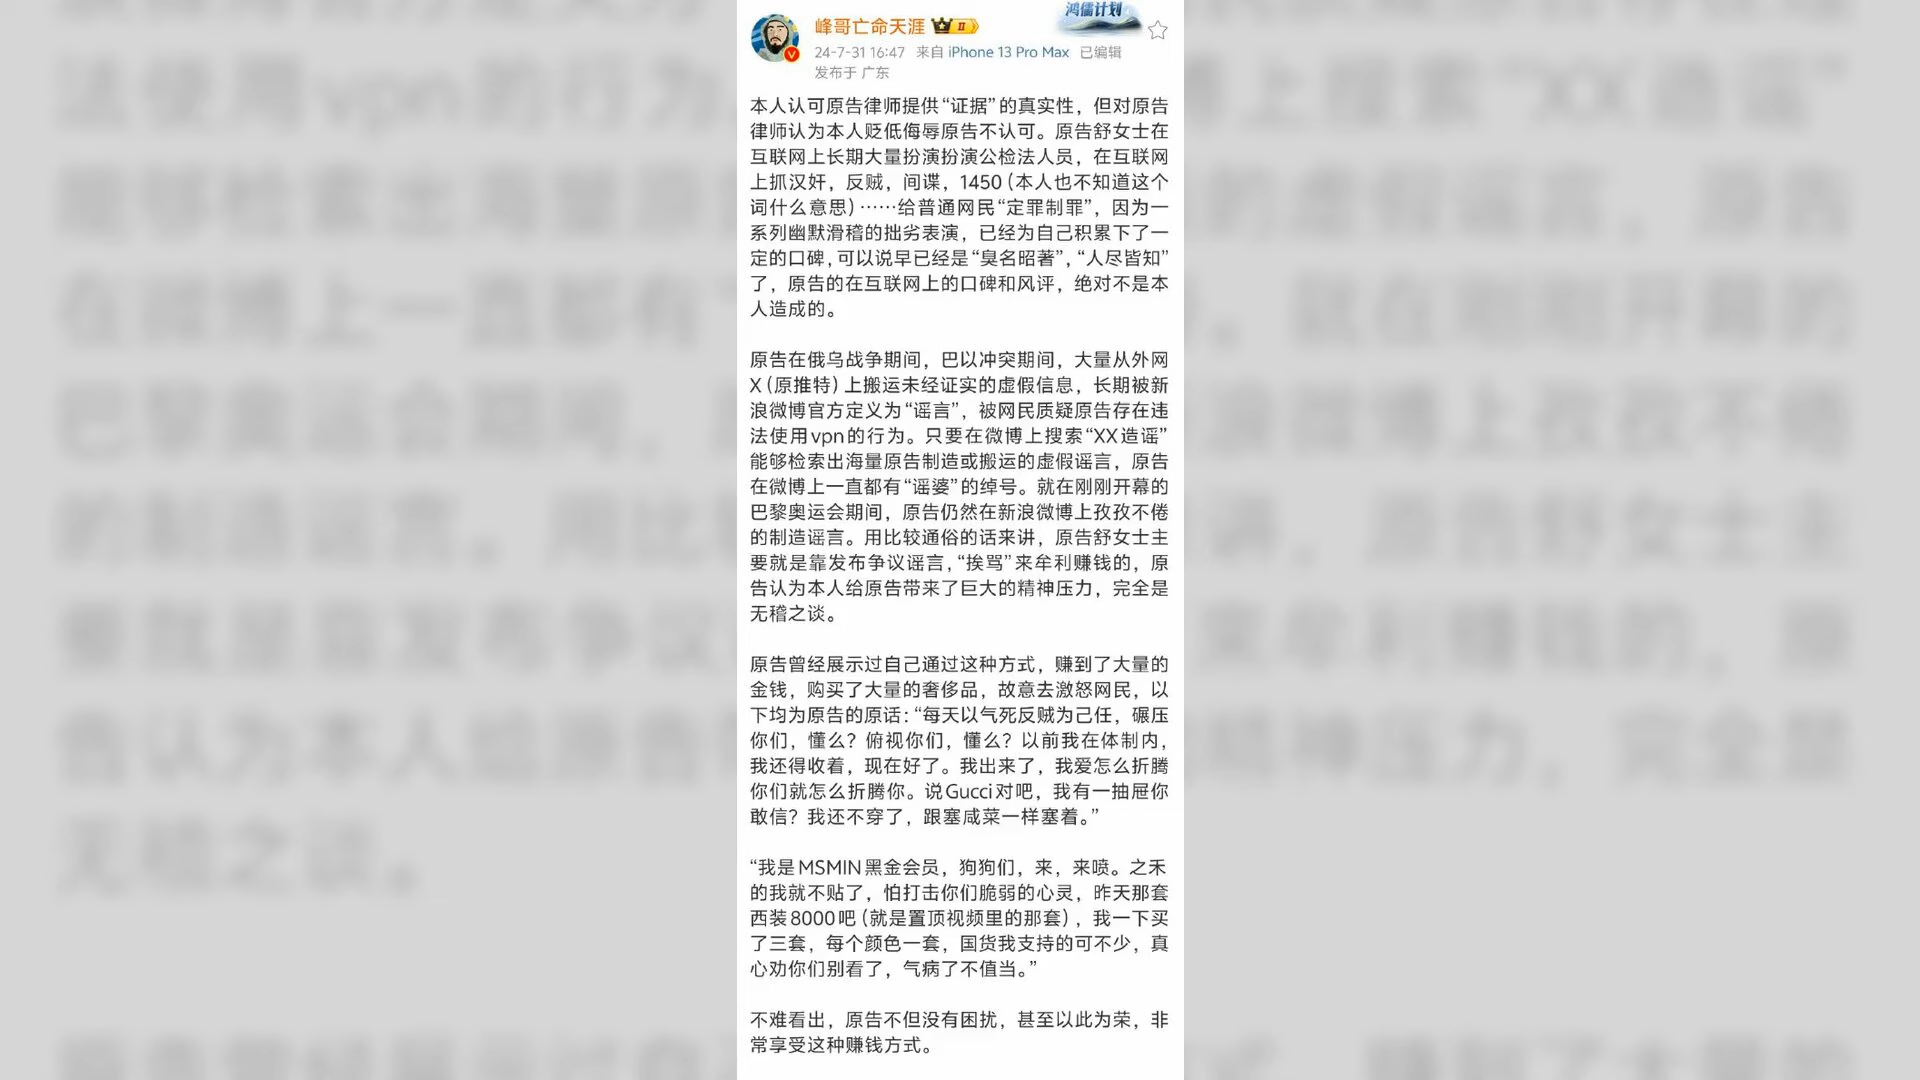 峰哥亡命天涯 II
鸿儒计划
24-7-31 16:47 来自 iPhone 13 Pro Max 已编辑
发布于 广东
本人认可原告律师提供“证据”的真实性，但对原告
律师认为本人贬低侮辱原告不认可。原告舒女士在
互联网上长期大量扮演扮演公检法人员，在互联网
上抓汉奸，反贼，间谍，1450（本人也不知道这个
词什么意思）……给普通网民“定罪制罪”，因为一
系列幽默滑稽的拙劣表演，已经为自己积累下了一
定的口碑，可以说早已经是“臭名昭著”，“人尽皆知”
了，原告的在互联网上的口碑和风评，绝对不是本
人造成的。
原告在俄乌战争期间，巴以冲突期间，大量从外网
X（原推特）上搬运未经证实的虚假信息，长期被新
浪微博官方定义为“谣言”，被网民质疑原告存在违
法使用vpn的行为。只要在微博上搜索“XX造谣”
能够检索出海量原告制造或搬运的虚假谣言，原告
在微博上一直都有“谣婆”的绰号。就在刚刚开幕的
巴黎奥运会期间，原告仍然在新浪微博上孜孜不倦
的制造谣言。用比较通俗的话来讲，原告舒女士主
要就是靠发布争议谣言，“挨骂”来牟利赚钱的，原
告认为本人给原告带来了巨大的精神压力，完全是
无稽之谈。
原告曾经展示过自己通过这种方式，赚到了大量的
金钱，购买了大量的奢侈品，故意去激怒网民，以
下均为原告的原话：“每天以气死反贼为己任，碾压
你们，懂么？俯视你们，懂么？以前我在体制内，
我还得收着，现在好了。我出来了，我爱怎么折腾
你们就怎么折腾你。说Gucci对吧，我有一抽屉你
敢信？我还不穿了，跟塞咸菜一样塞着。”
“我是MSMIN黑金会员，狗狗们，来，来喷。之禾
的我就不贴了，怕打击你们脆弱的心灵，昨天那套
西装8000吧（就是置顶视频里的那套），我一下买
了三套，每个颜色一套，国货我支持的可不少，真
心劝你们别看了，气病了不值当。”
不难看出，原告不但没有困扰，甚至以此为荣，非
常享受这种赚钱方式。